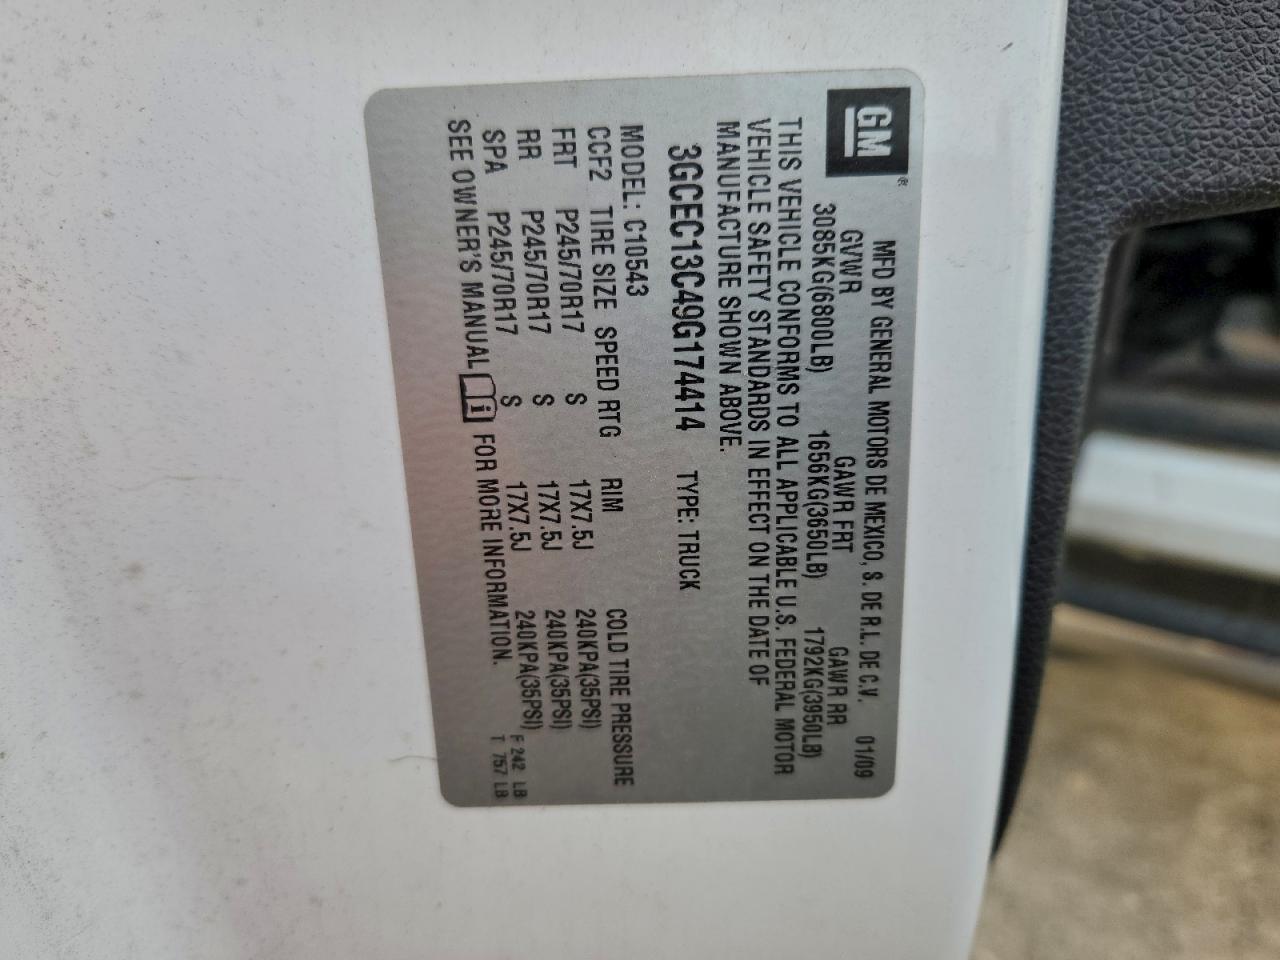 GM®
MFD BY GENERAL MOTORS DE MEXICO, S. DE R.L. DE C.V. 01/09
GVWR GAWR FRT GAWR RR
3085KG(6800LB) 1656KG(3650LB) 1792KG(3950LB)
THIS VEHICLE CONFORMS TO ALL APPLICABLE U.S. FEDERAL MOTOR
VEHICLE SAFETY STANDARDS IN EFFECT ON THE DATE OF
MANUFACTURE SHOWN ABOVE.
3GCEC13C49G174414 TYPE: TRUCK
MODEL: C10543
CCF2 TIRE SIZE SPEED RTG RIM COLD TIRE PRESSURE
FRT P245/70R17 S 17X7.5J 240KPA(35PSI)
RR P245/70R17 S 17X7.5J 240KPA(35PSI)
SPA P245/70R17 S 17X7.5J 240KPA(35PSI)
SEE OWNER'S MANUAL i FOR MORE INFORMATION.
F 242 LB
T 757 LB